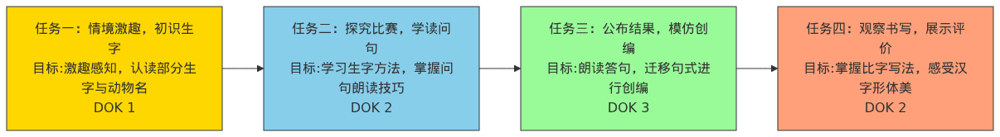 任务一：情境激趣，初识生
字
目标:激趣感知，认读部分生
字与动物名
DOK 1
任务二：探究比赛，学读问
句
目标:学习生字方法，掌握问
句朗读技巧
DOK 2
任务三：公布结果，模仿创
编
目标:朗读答句，迁移句式进
行创编
DOK 3
任务四：观察书写，展示评
价
目标:掌握比字写法，感受汉
字形体美
DOK 2